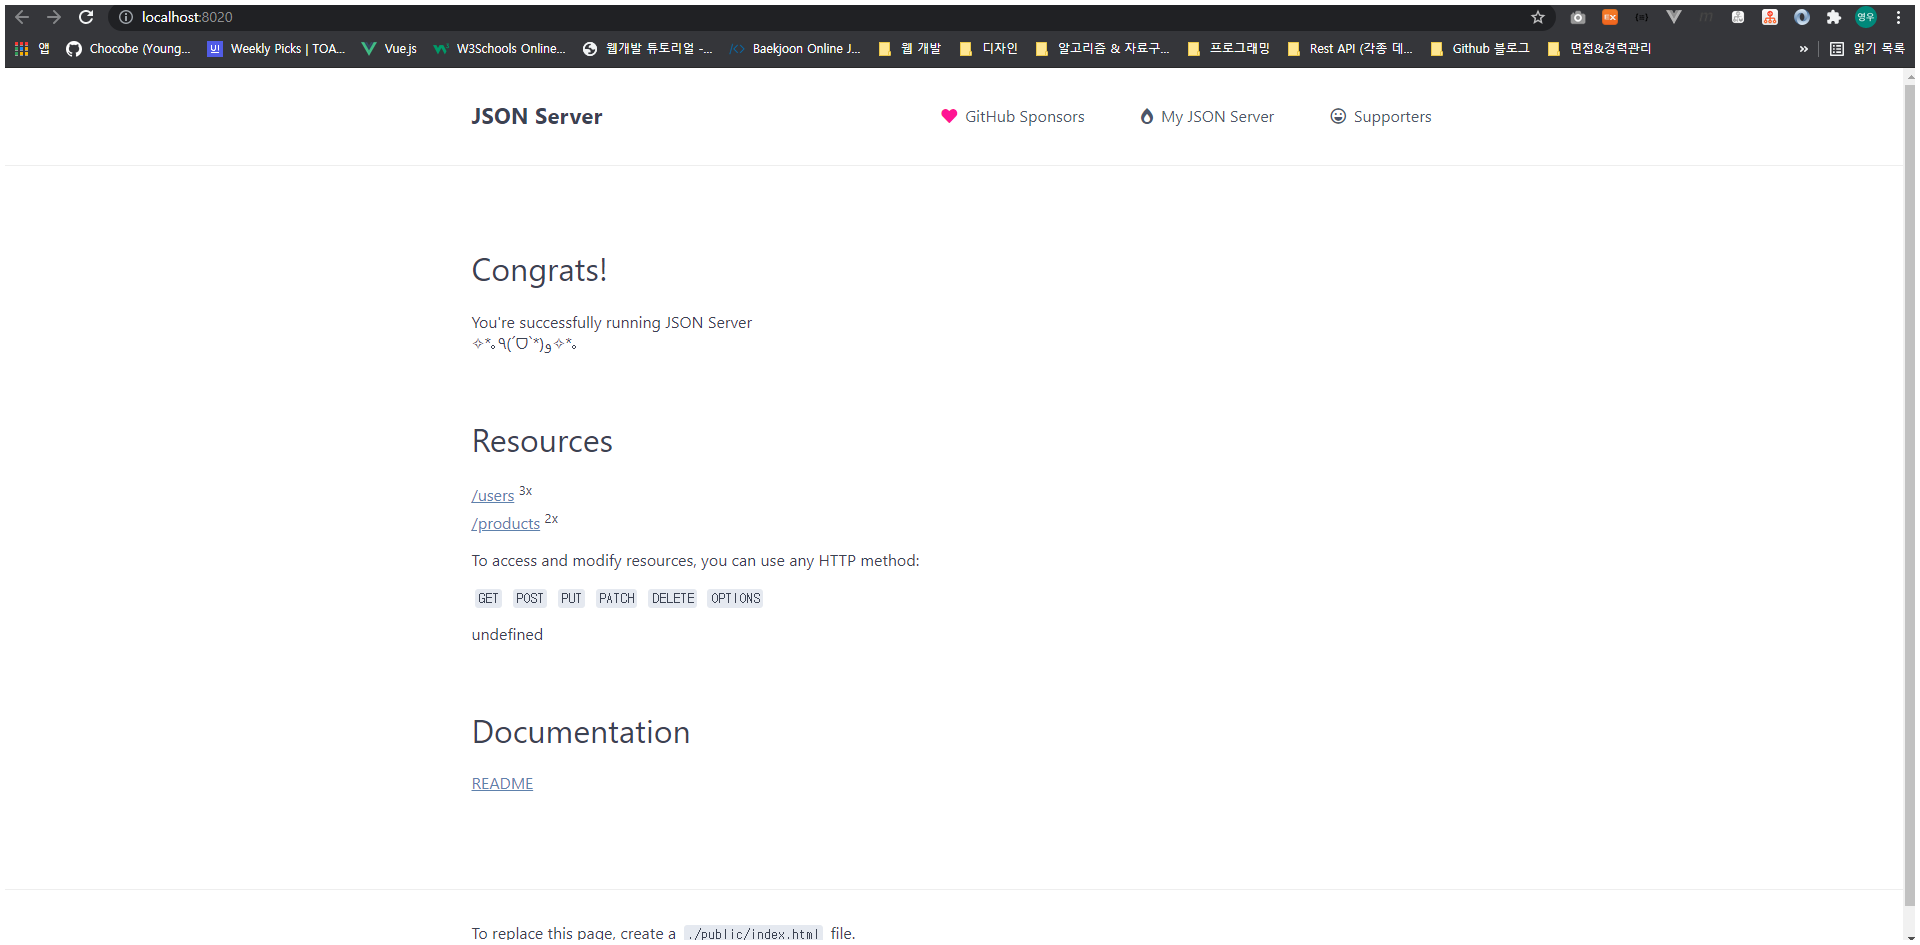 localhost:8020
영우
앱 Chocobe (Young... UI Weekly Picks | TOA... Vue.js W3Schools Online... 웹개발 튜토리얼 -... Baekjoon Online J... 웹 개발 디자인 알고리즘 & 자료구... 프로그래밍 Rest API (각종 데... Github 블로그 면접&경력관리 » 읽기 목록
JSON Server GitHub Sponsors My JSON Server Supporters
Congrats!
You're successfully running JSON Server
✧*｡٩(ˊᗜˋ*)و✧*｡
Resources
/users 3x
/products 2x
To access and modify resources, you can use any HTTP method:
GET POST PUT PATCH DELETE OPTIONS
undefined
Documentation
README
To replace this page, create a ./public/index.html file.